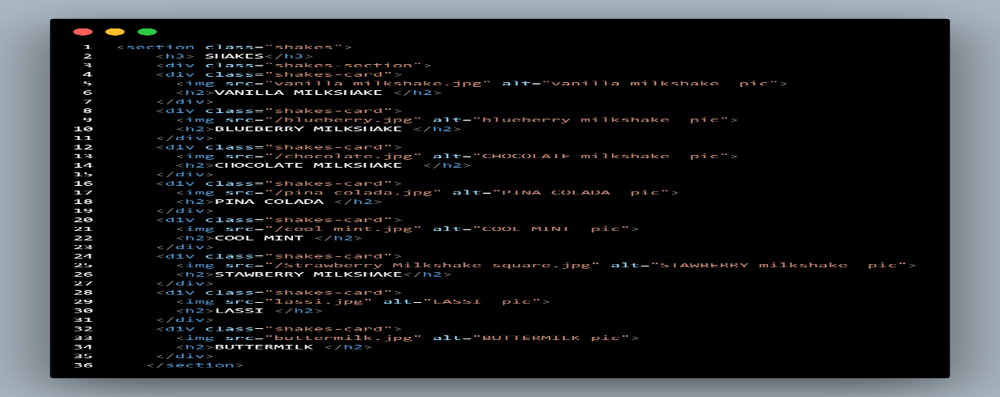 1 <section class="shakes">
2 <h3> SHAKES</h3>
3 <div class="shakes-section">
4 <div class="shakes-card">
5 <img src="vanilla milkshake.jpg" alt="vanilla milkshake  pic">
6 <h2>VANILLA MILKSHAKE </h2>
7 </div>
8 <div class="shakes-card">
9 <img src="/blueberry.jpg" alt="blueberry milkshake  pic">
10 <h2>BLUEBERRY MILKSHAKE </h2>
11 </div>
12 <div class="shakes-card">
13 <img src="/chocolate.jpg" alt="CHOCOLATE milkshake  pic">
14 <h2>CHOCOLATE MILKSHAKE  </h2>
15 </div>
16 <div class="shakes-card">
17 <img src="/pina colada.jpg" alt="PINA COLADA  pic">
18 <h2>PINA COLADA </h2>
19 </div>
20 <div class="shakes-card">
21 <img src="/cool mint.jpg" alt="COOL MINT  pic">
22 <h2>COOL MINT </h2>
23 </div>
24 <div class="shakes-card">
25 <img src="/Strawberry Milkshake square.jpg" alt="STAWBERRY milkshake  pic">
26 <h2>STAWBERRY MILKSHAKE</h2>
27 </div>
28 <div class="shakes-card">
29 <img src="lassi.jpg" alt="LASSI  pic">
30 <h2>LASSI </h2>
31 </div>
32 <div class="shakes-card">
33 <img src="buttermilk.jpg" alt="BUTTERMILK pic">
34 <h2>BUTTERMILK </h2>
35 </div>
36 </section>